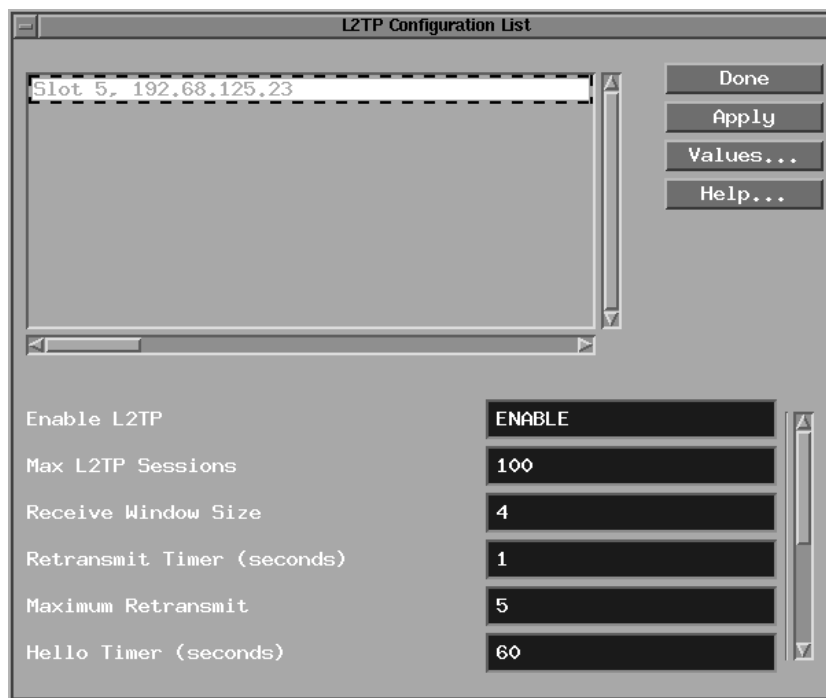 L2TP Configuration List
Slot 5, 192.68.125.23
Done
Apply
Values...
Help...
Enable L2TP
ENABLE
Max L2TP Sessions
100
Receive Window Size
4
Retransmit Timer (seconds)
1
Maximum Retransmit
5
Hello Timer (seconds)
60